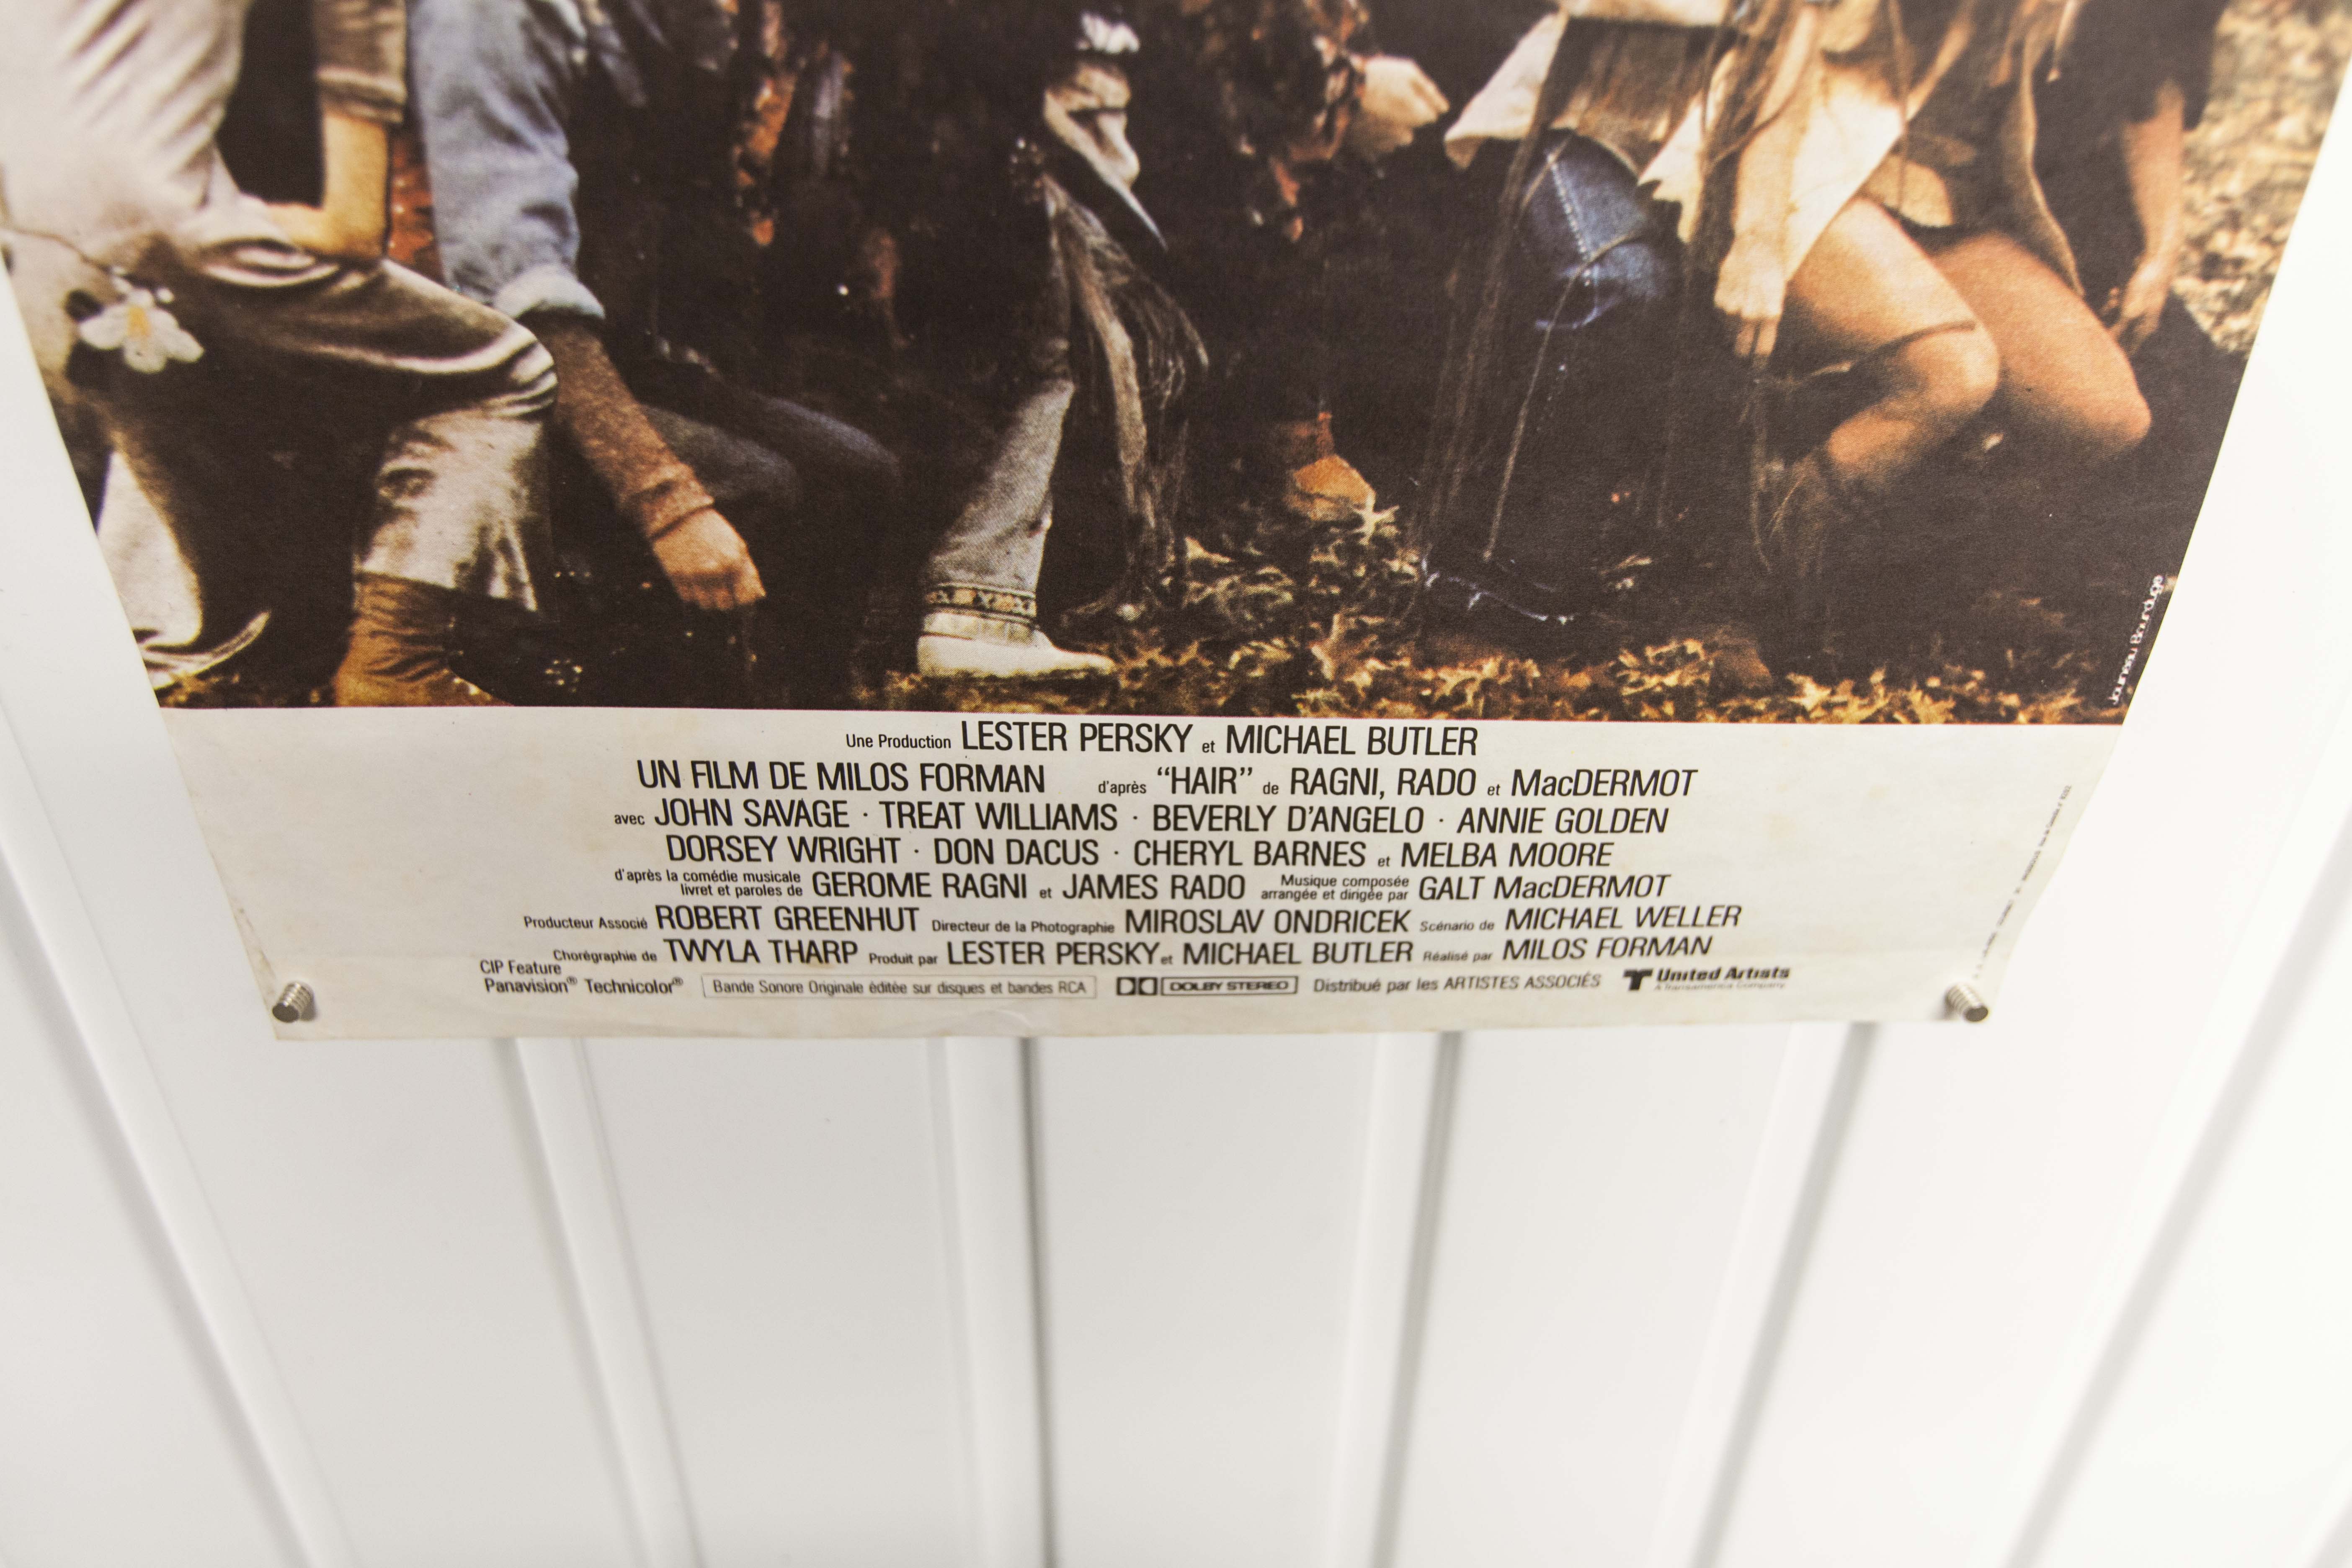 Jouineau Bourduge
Une Production LESTER PERSKY et MICHAEL BUTLER
UN FILM DE MILOS FORMAN d'après "HAIR" de RAGNI, RADO et MacDERMOT
avec JOHN SAVAGE · TREAT WILLIAMS · BEVERLY D'ANGELO · ANNIE GOLDEN
DORSEY WRIGHT · DON DACUS · CHERYL BARNES et MELBA MOORE
d'après la comédie musicale
livret et paroles de GEROME RAGNI et JAMES RADO Musique composée
arrangée et dirigée par GALT MacDERMOT
Producteur Associé ROBERT GREENHUT Directeur de la Photographie MIROSLAV ONDRICEK Scénario de MICHAEL WELLER
Chorégraphie de TWYLA THARP Produit par LESTER PERSKY et MICHAEL BUTLER Réalisé par MILOS FORMAN
CIP Feature
Panavision® Technicolor® Bande Sonore Originale éditée sur disques et bandes RCA DOLBY STEREO Distribué par les ARTISTES ASSOCIÉS United Artists
A Transamerica Company